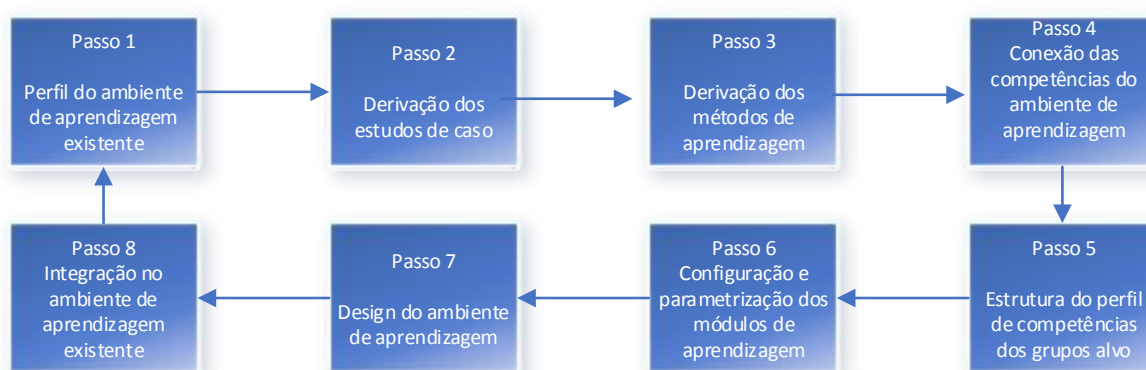 Passo 1
Perfil do ambiente
de aprendizagem
existente
Passo 2
Derivação dos
estudos de caso
Passo 3
Derivação dos
métodos de
aprendizagem
Passo 4
Conexão das
competências do
ambiente de
aprendizagem
Passo 5
Estrutura do perfil
de competências
dos grupos alvo
Passo 6
Configuração e
parametrização dos
módulos de
aprendizagem
Passo 7
Design do ambiente
de aprendizagem
Passo 8
Integração no
ambiente de
aprendizagem
existente